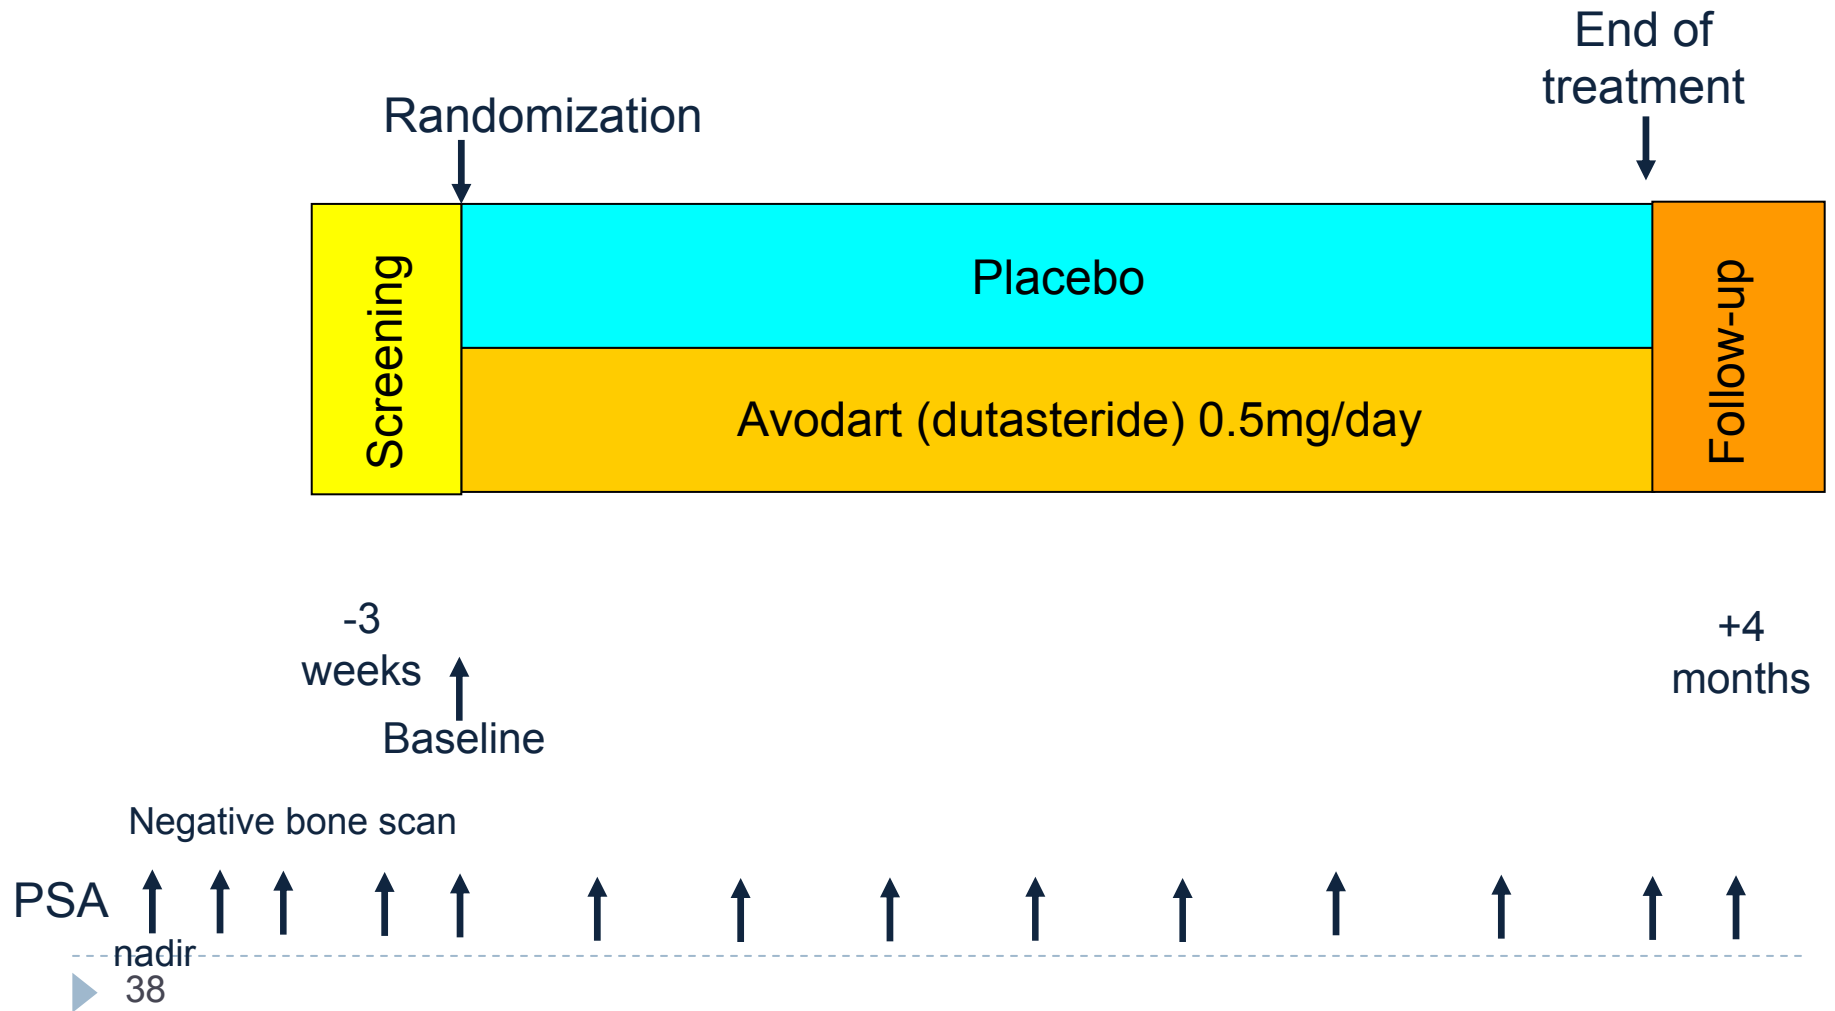 End of
treatment
Randomization
Screening
Placebo
Avodart (dutasteride) 0.5mg/day
Follow-up
-3
weeks
+4
months
Baseline
Negative bone scan
PSA
nadir
38